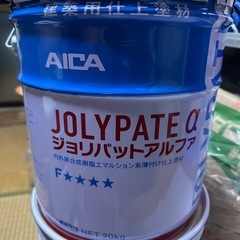 建築用仕上塗材
AICA
JOLYPATE α
ジョリパットアルファ
内外装合成樹脂エマルション系薄付け仕上塗材
F★★★★
NET 20kg